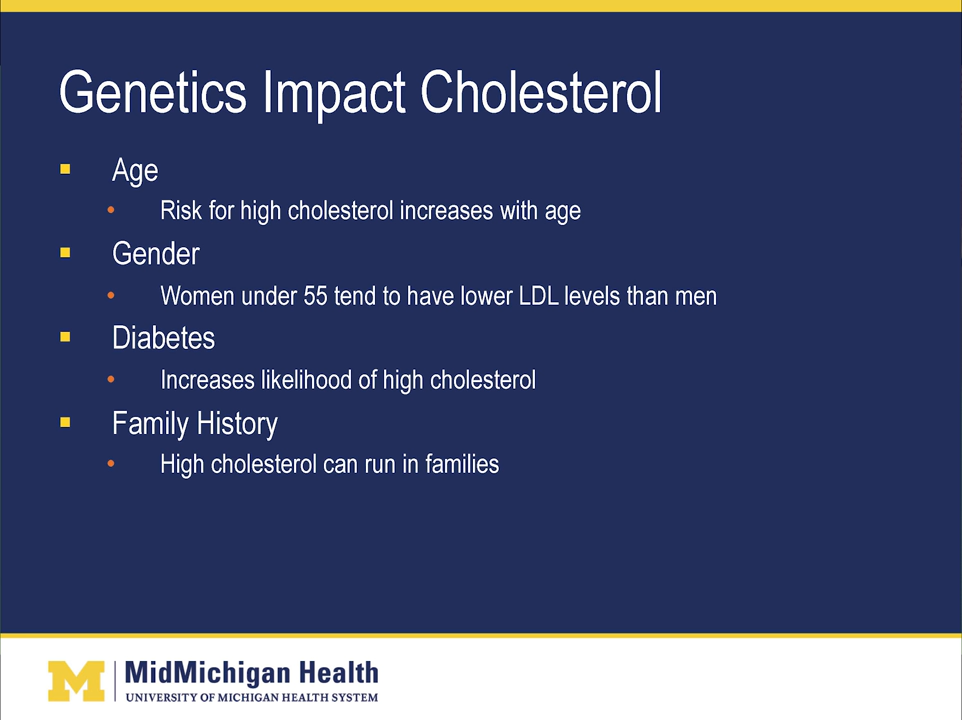 Genetics Impact Cholesterol
▪ Age
• Risk for high cholesterol increases with age
▪ Gender
• Women under 55 tend to have lower LDL levels than men
▪ Diabetes
• Increases likelihood of high cholesterol
▪ Family History
• High cholesterol can run in families
M | MidMichigan Health
UNIVERSITY OF MICHIGAN HEALTH SYSTEM